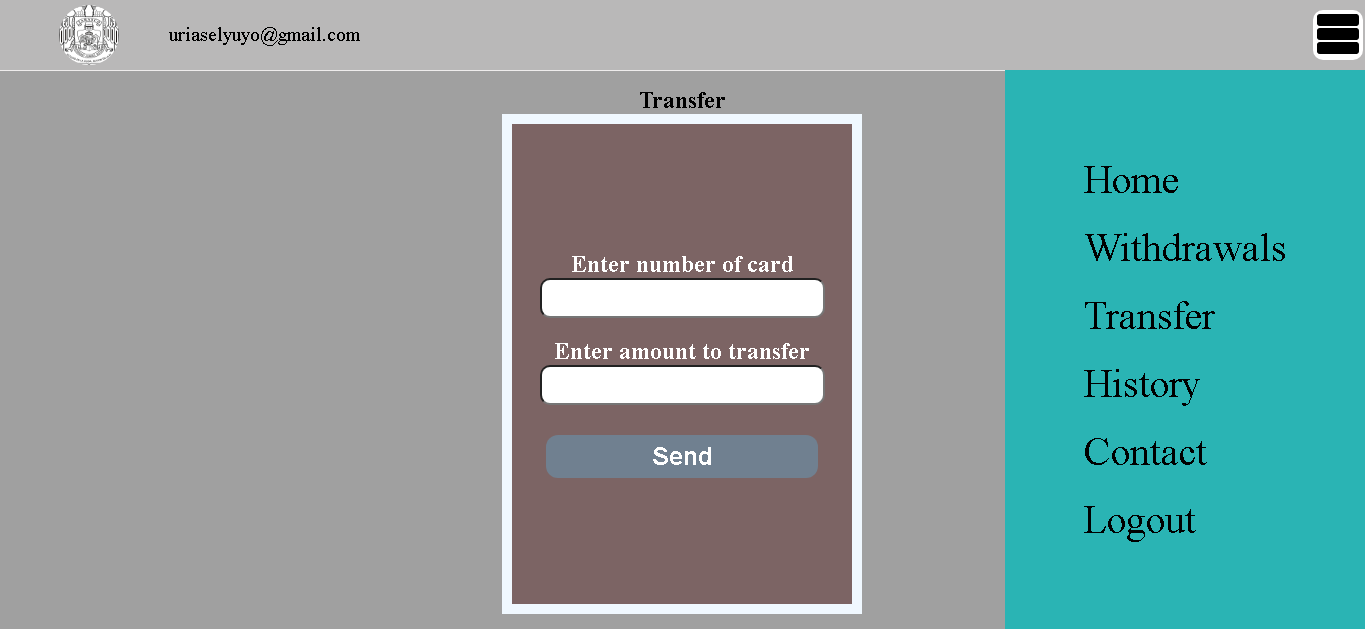 uriaselyuyo@gmail.com
Transfer
Enter number of card
Enter amount to transfer
Send
Home
Withdrawals
Transfer
History
Contact
Logout